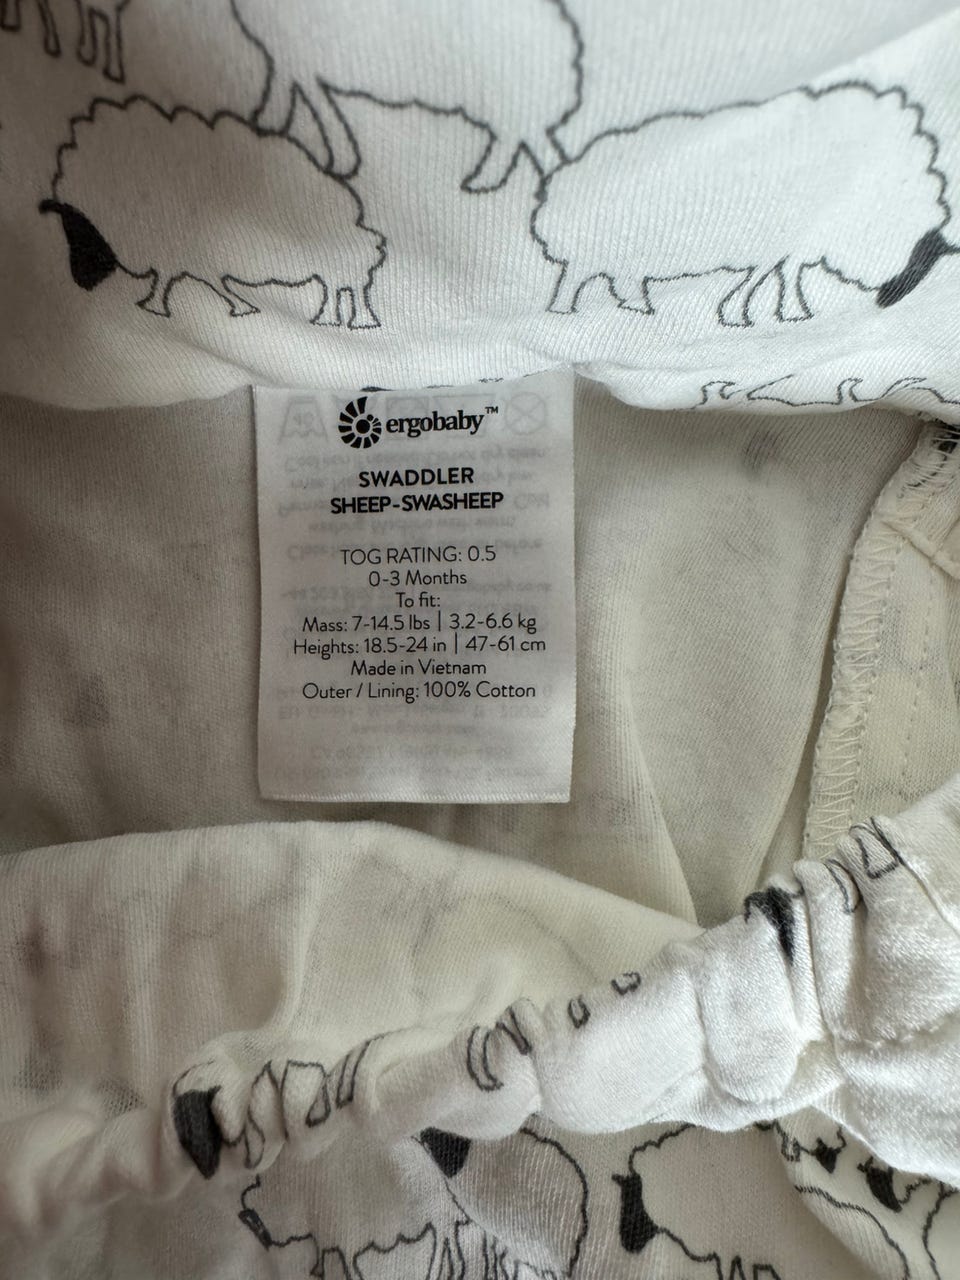 ergobaby™
SWADDLER
SHEEP-SWASHEEP
TOG RATING: 0.5
0-3 Months
To fit:
Mass: 7-14.5 lbs | 3.2-6.6 kg
Heights: 18.5-24 in | 47-61 cm
Made in Vietnam
Outer / Lining: 100% Cotton